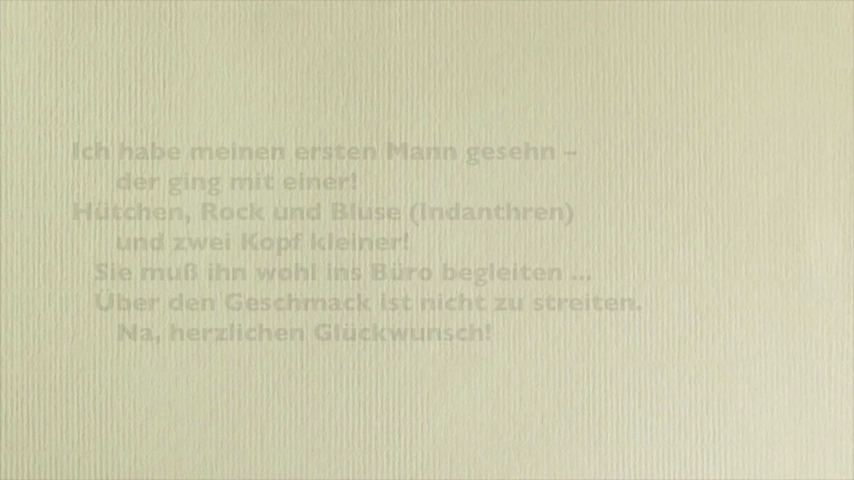 Ich habe meinen ersten Mann gesehn –
der ging mit einer!
Hütchen, Rock und Bluse (Indanthren)
und zwei Kopf kleiner!
Sie muß ihn wohl ins Büro begleiten ...
Über den Geschmack ist nicht zu streiten.
Na, herzlichen Glückwunsch!